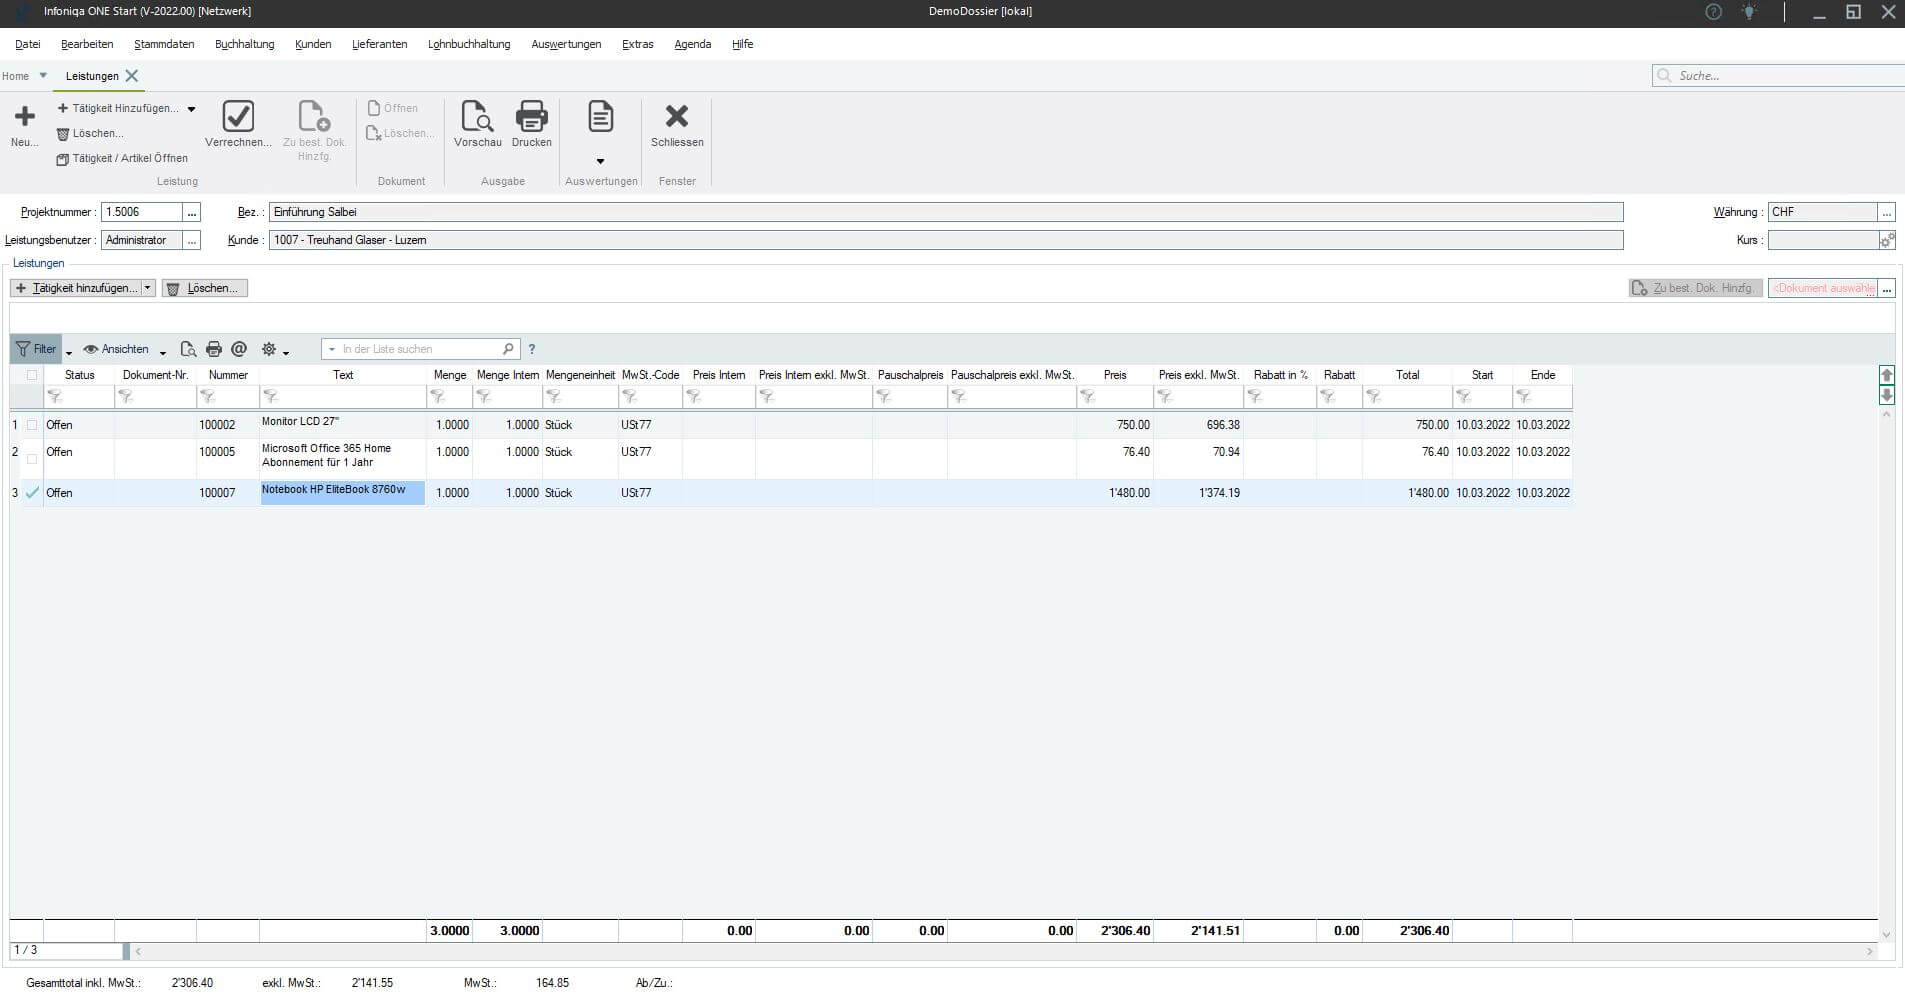 Infoniqa ONE Start (V-2022.00) [Netzwerk] DemoDossier [lokal]
Datei Bearbeiten Stammdaten Buchhaltung Kunden Lieferanten Lohnbuchhaltung Auswertungen Extras Agenda Hilfe
Home Leistungen Suche...
Neu...
Tätigkeit Hinzufügen...
Löschen...
Tätigkeit / Artikel Öffnen
Verrechnen...
Zu best. Dok.
Hinzfg.
Leistung
Öffnen
Löschen...
Dokument
Vorschau Drucken
Ausgabe
Auswertungen
Schliessen
Fenster
Projektnummer : 1.5006 ... Bez. : Einführung Salbei Währung : CHF ...
Leistungsbenutzer : Administrator ... Kunde : 1007 - Treuhand Glaser - Luzern Kurs :
Leistungen
Tätigkeit hinzufügen... Löschen... Zu best. Dok. Hinzfg. <Dokument auswähle ...
Filter Ansichten @ In der Liste suchen ?
Status Dokument-Nr. Nummer Text Menge Menge Intern Mengeneinheit MwSt.-Code Preis Intern Preis Intern exkl. MwSt. Pauschalpreis Pauschalpreis exkl. MwSt. Preis Preis exkl. MwSt. Rabatt in % Rabatt Total Start Ende
1 Offen 100002 Monitor LCD 27" 1.0000 1.0000 Stück USt77 750.00 696.38 750.00 10.03.2022 10.03.2022
2 Offen 100005 Microsoft Office 365 Home 1.0000 1.0000 Stück USt77 76.40 70.94 76.40 10.03.2022 10.03.2022
Abonnement für 1 Jahr
3 Offen 100007 Notebook HP EliteBook 8760w 1.0000 1.0000 Stück USt77 1'480.00 1'374.19 1'480.00 10.03.2022 10.03.2022
3.0000 3.0000 0.00 0.00 0.00 0.00 2'306.40 2'141.51 0.00 2'306.40
1 / 3
Gesamttotal inkl. MwSt.: 2'306.40 exkl. MwSt.: 2'141.55 MwSt.: 164.85 Ab/Zu.: